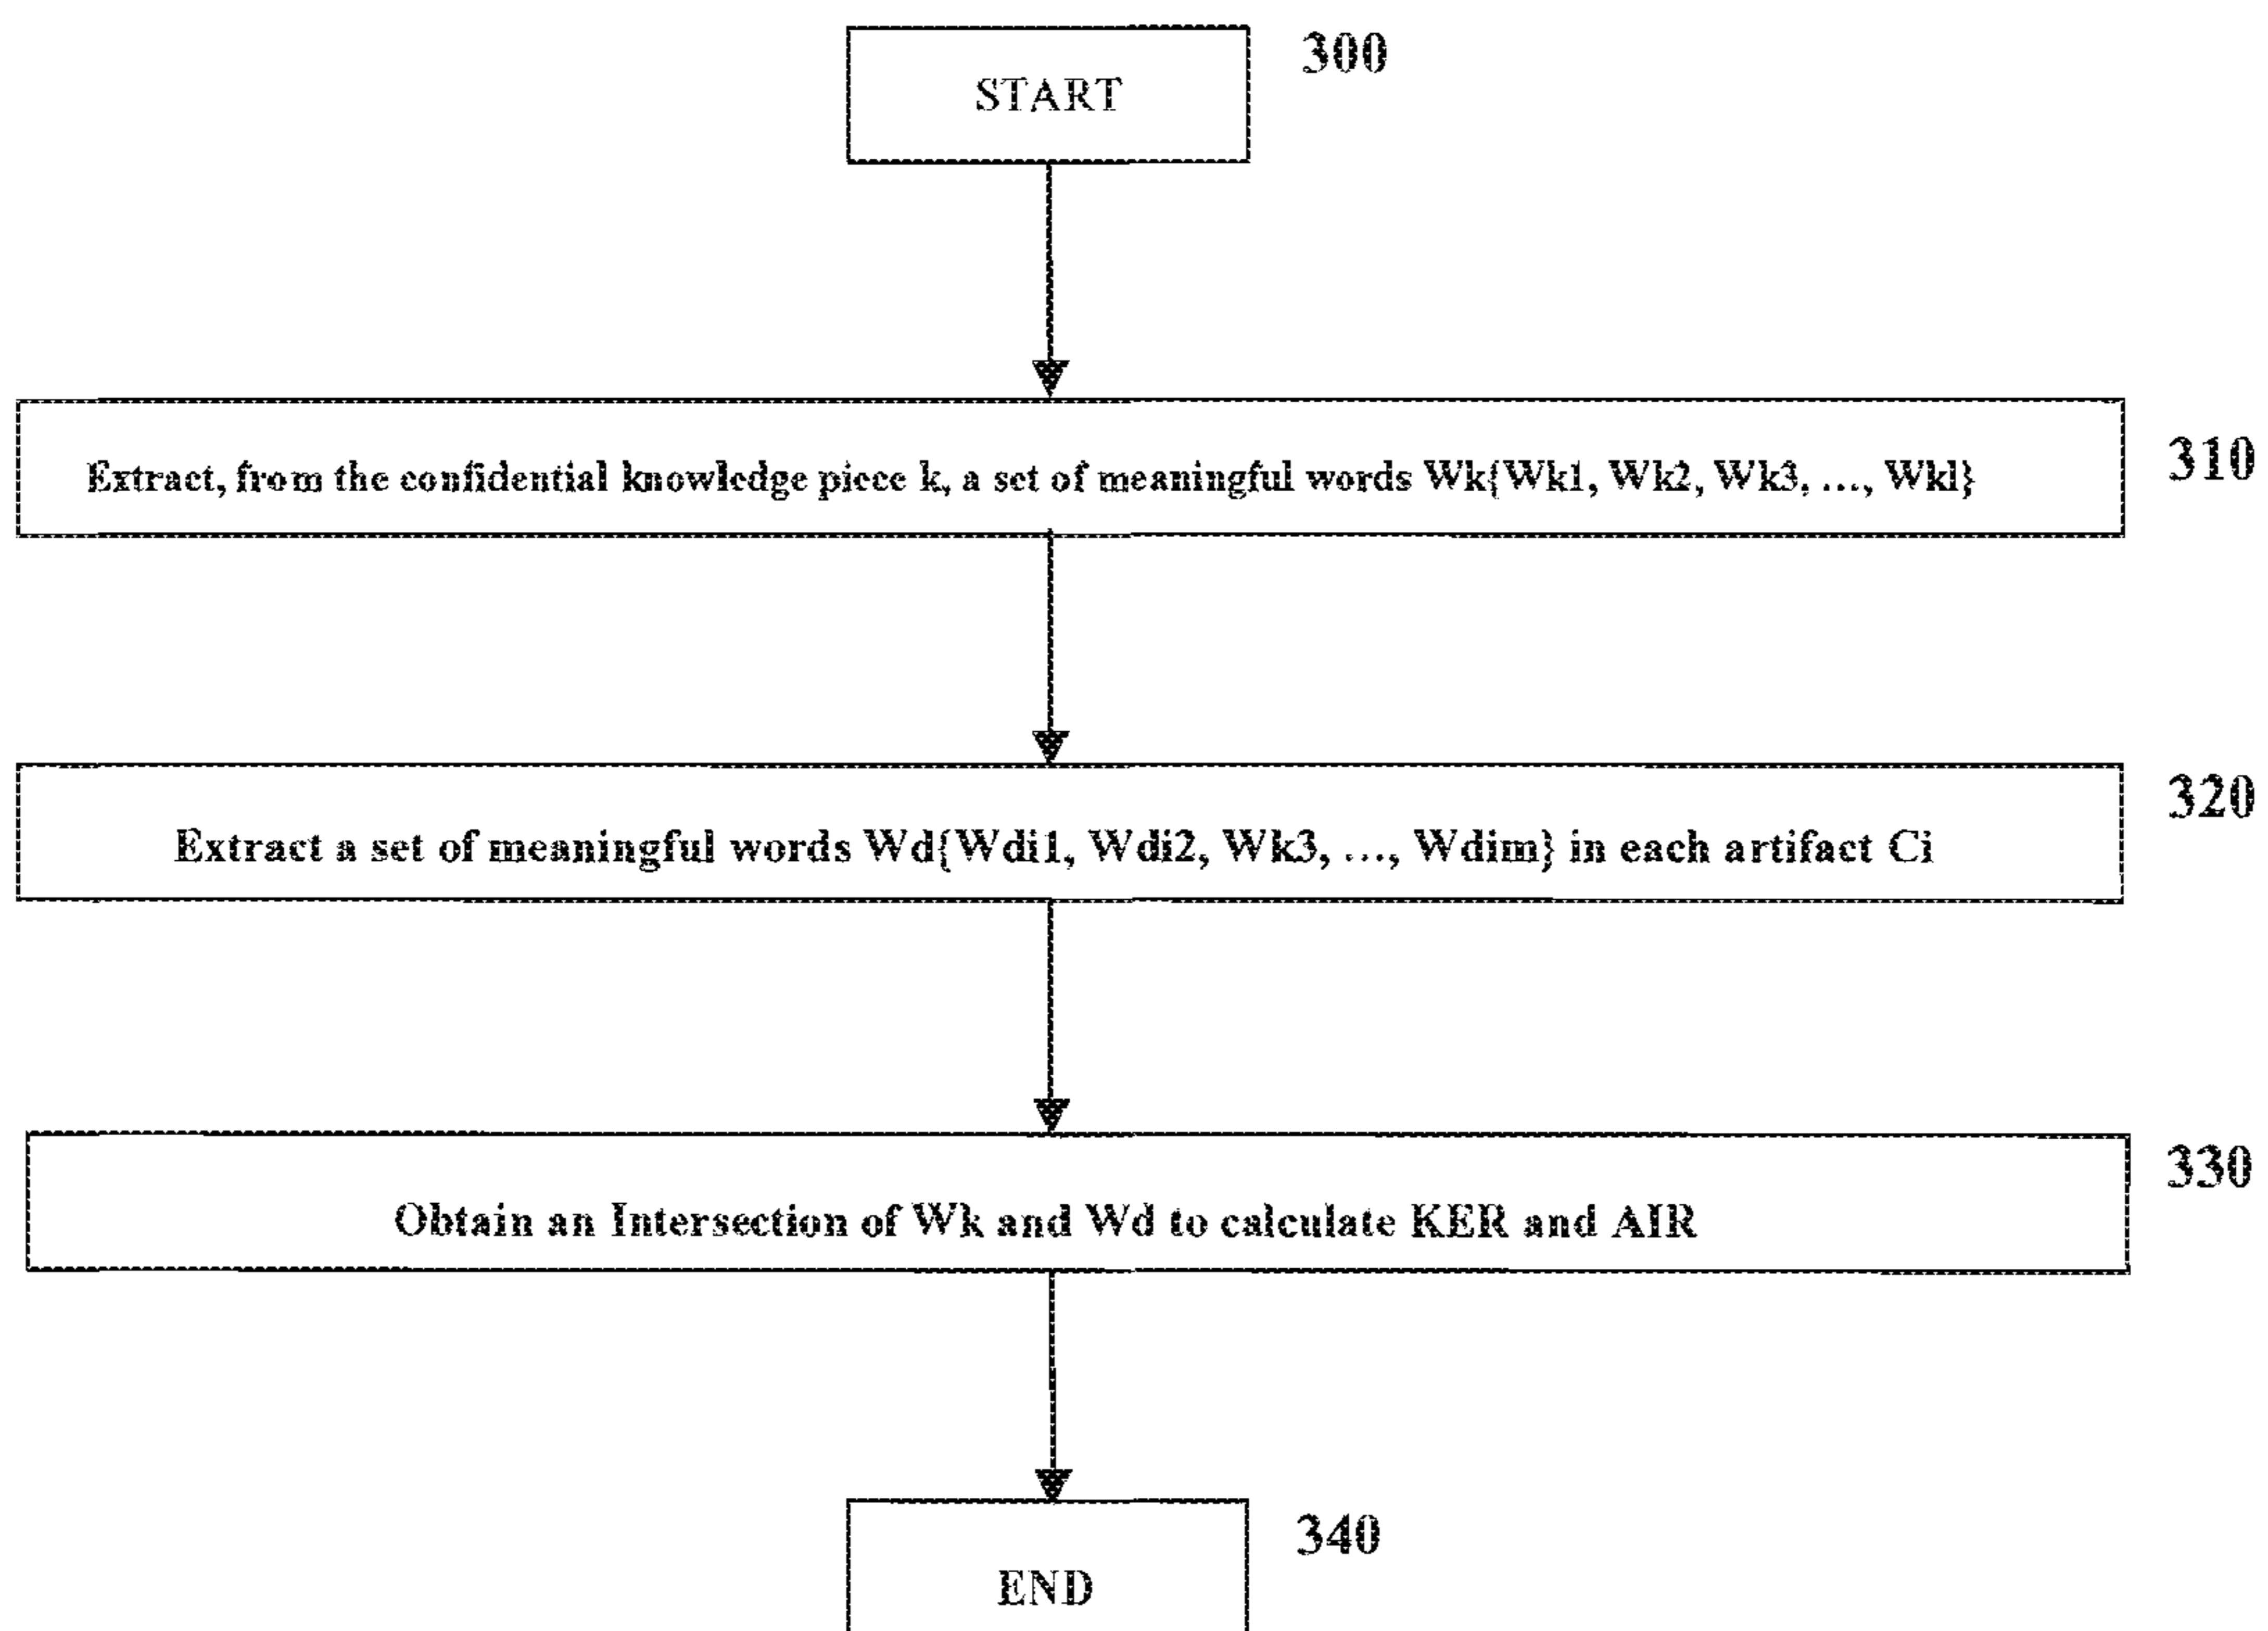 START
300
Extract, from the confidential knowledge piece k, a set of meaningful words Wk{Wk1, Wk2, Wk3, ..., Wkl}
310
Extract a set of meaningful words Wd{Wdi1, Wdi2, Wk3, ..., Wdim} in each artifact Ci
320
Obtain an Intersection of Wk and Wd to calculate KER and AIR
330
END
340